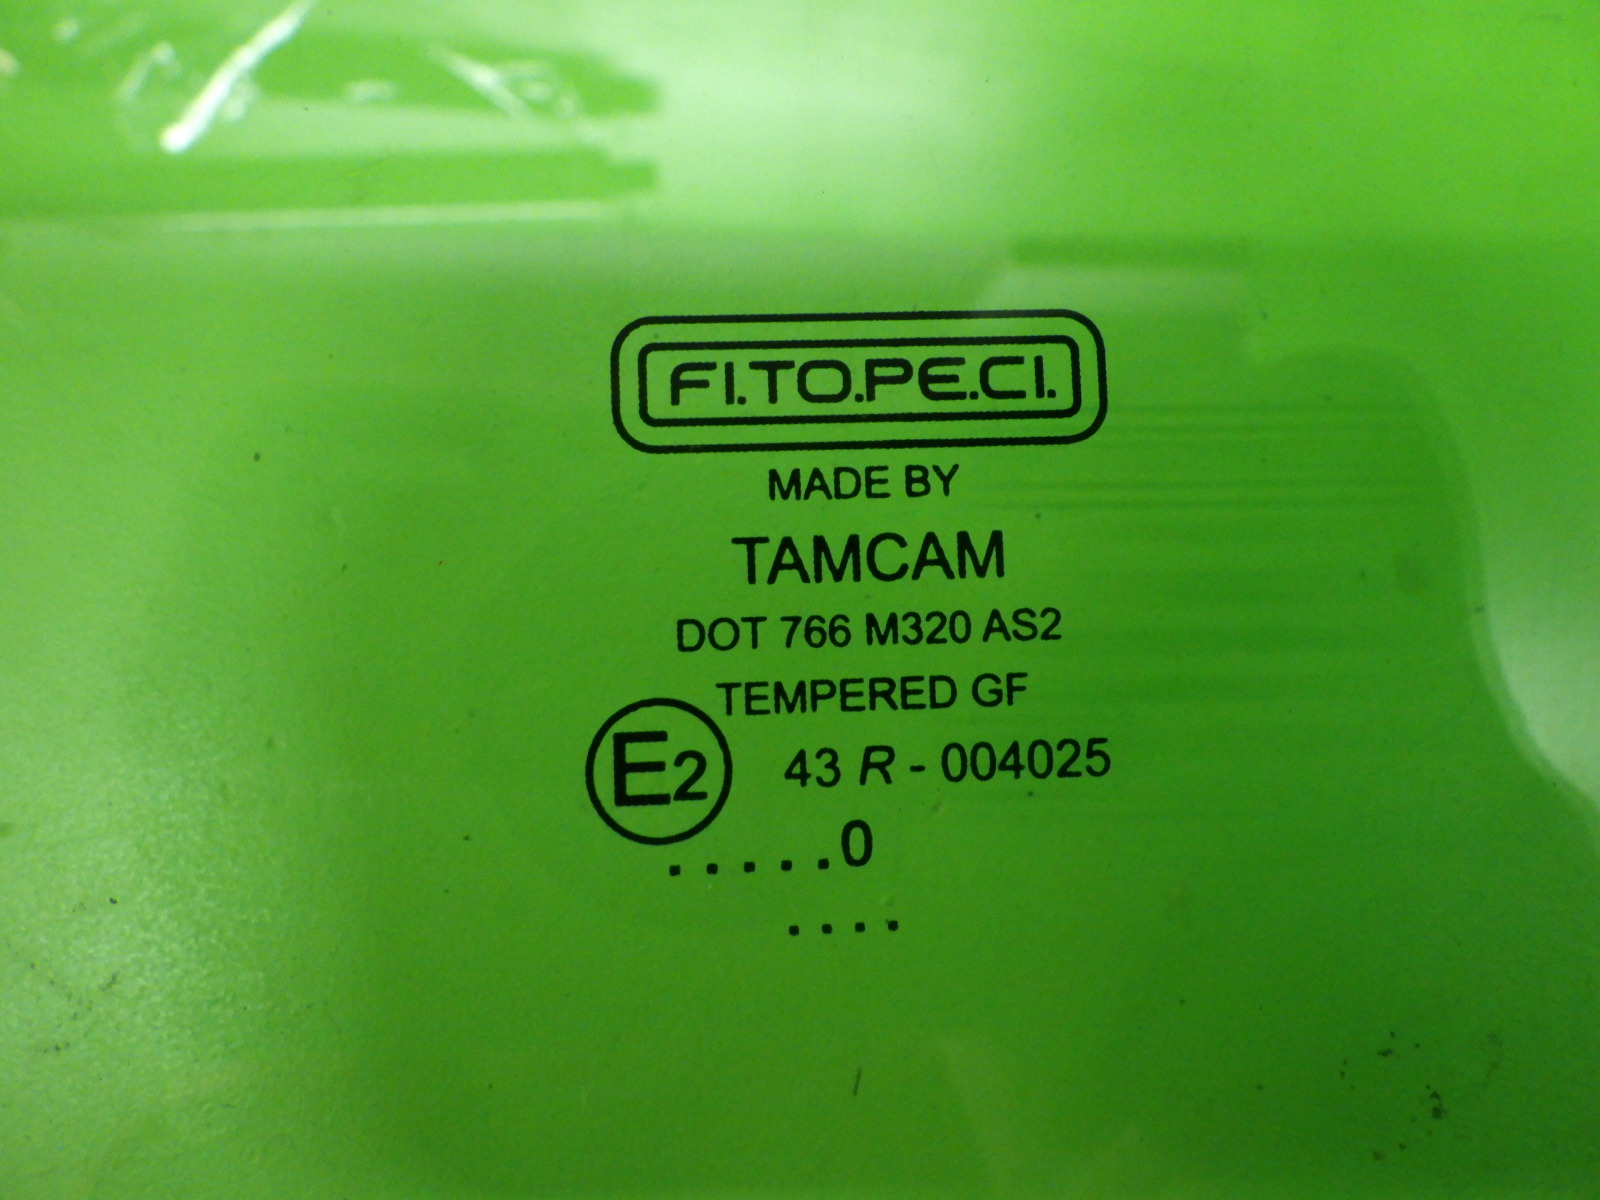 FI.TO.PE.CI.
MADE BY
TAMCAM
DOT 766 M320 AS2
TEMPERED GF
E2 43 R - 004025
.....0
....